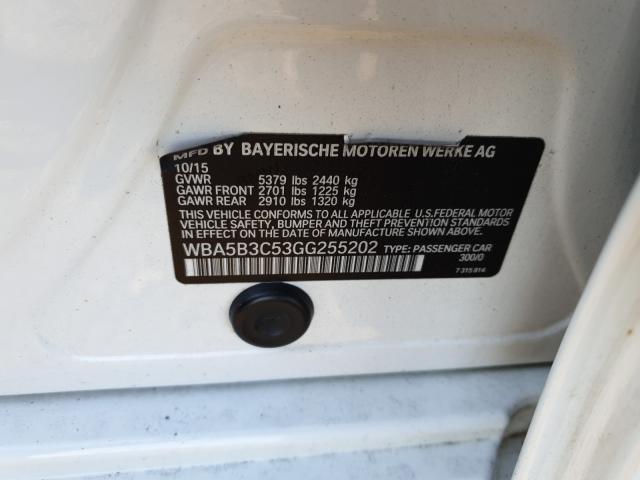 MFD BY BAYERISCHE MOTOREN WERKE AG
10/15
GVWR 5379 lbs 2440 kg
GAWR FRONT 2701 lbs 1225 kg
GAWR REAR 2910 lbs 1320 kg
THIS VEHICLE CONFORMS TO ALL APPLICABLE U.S. FEDERAL MOTOR
VEHICLE SAFETY, BUMPER AND THEFT PREVENTION STANDARDS
IN EFFECT ON THE DATE OF MANUFACTURE SHOWN ABOVE.
WBA5B3C53GG255202 TYPE: PASSENGER CAR
300/0
7 315 814